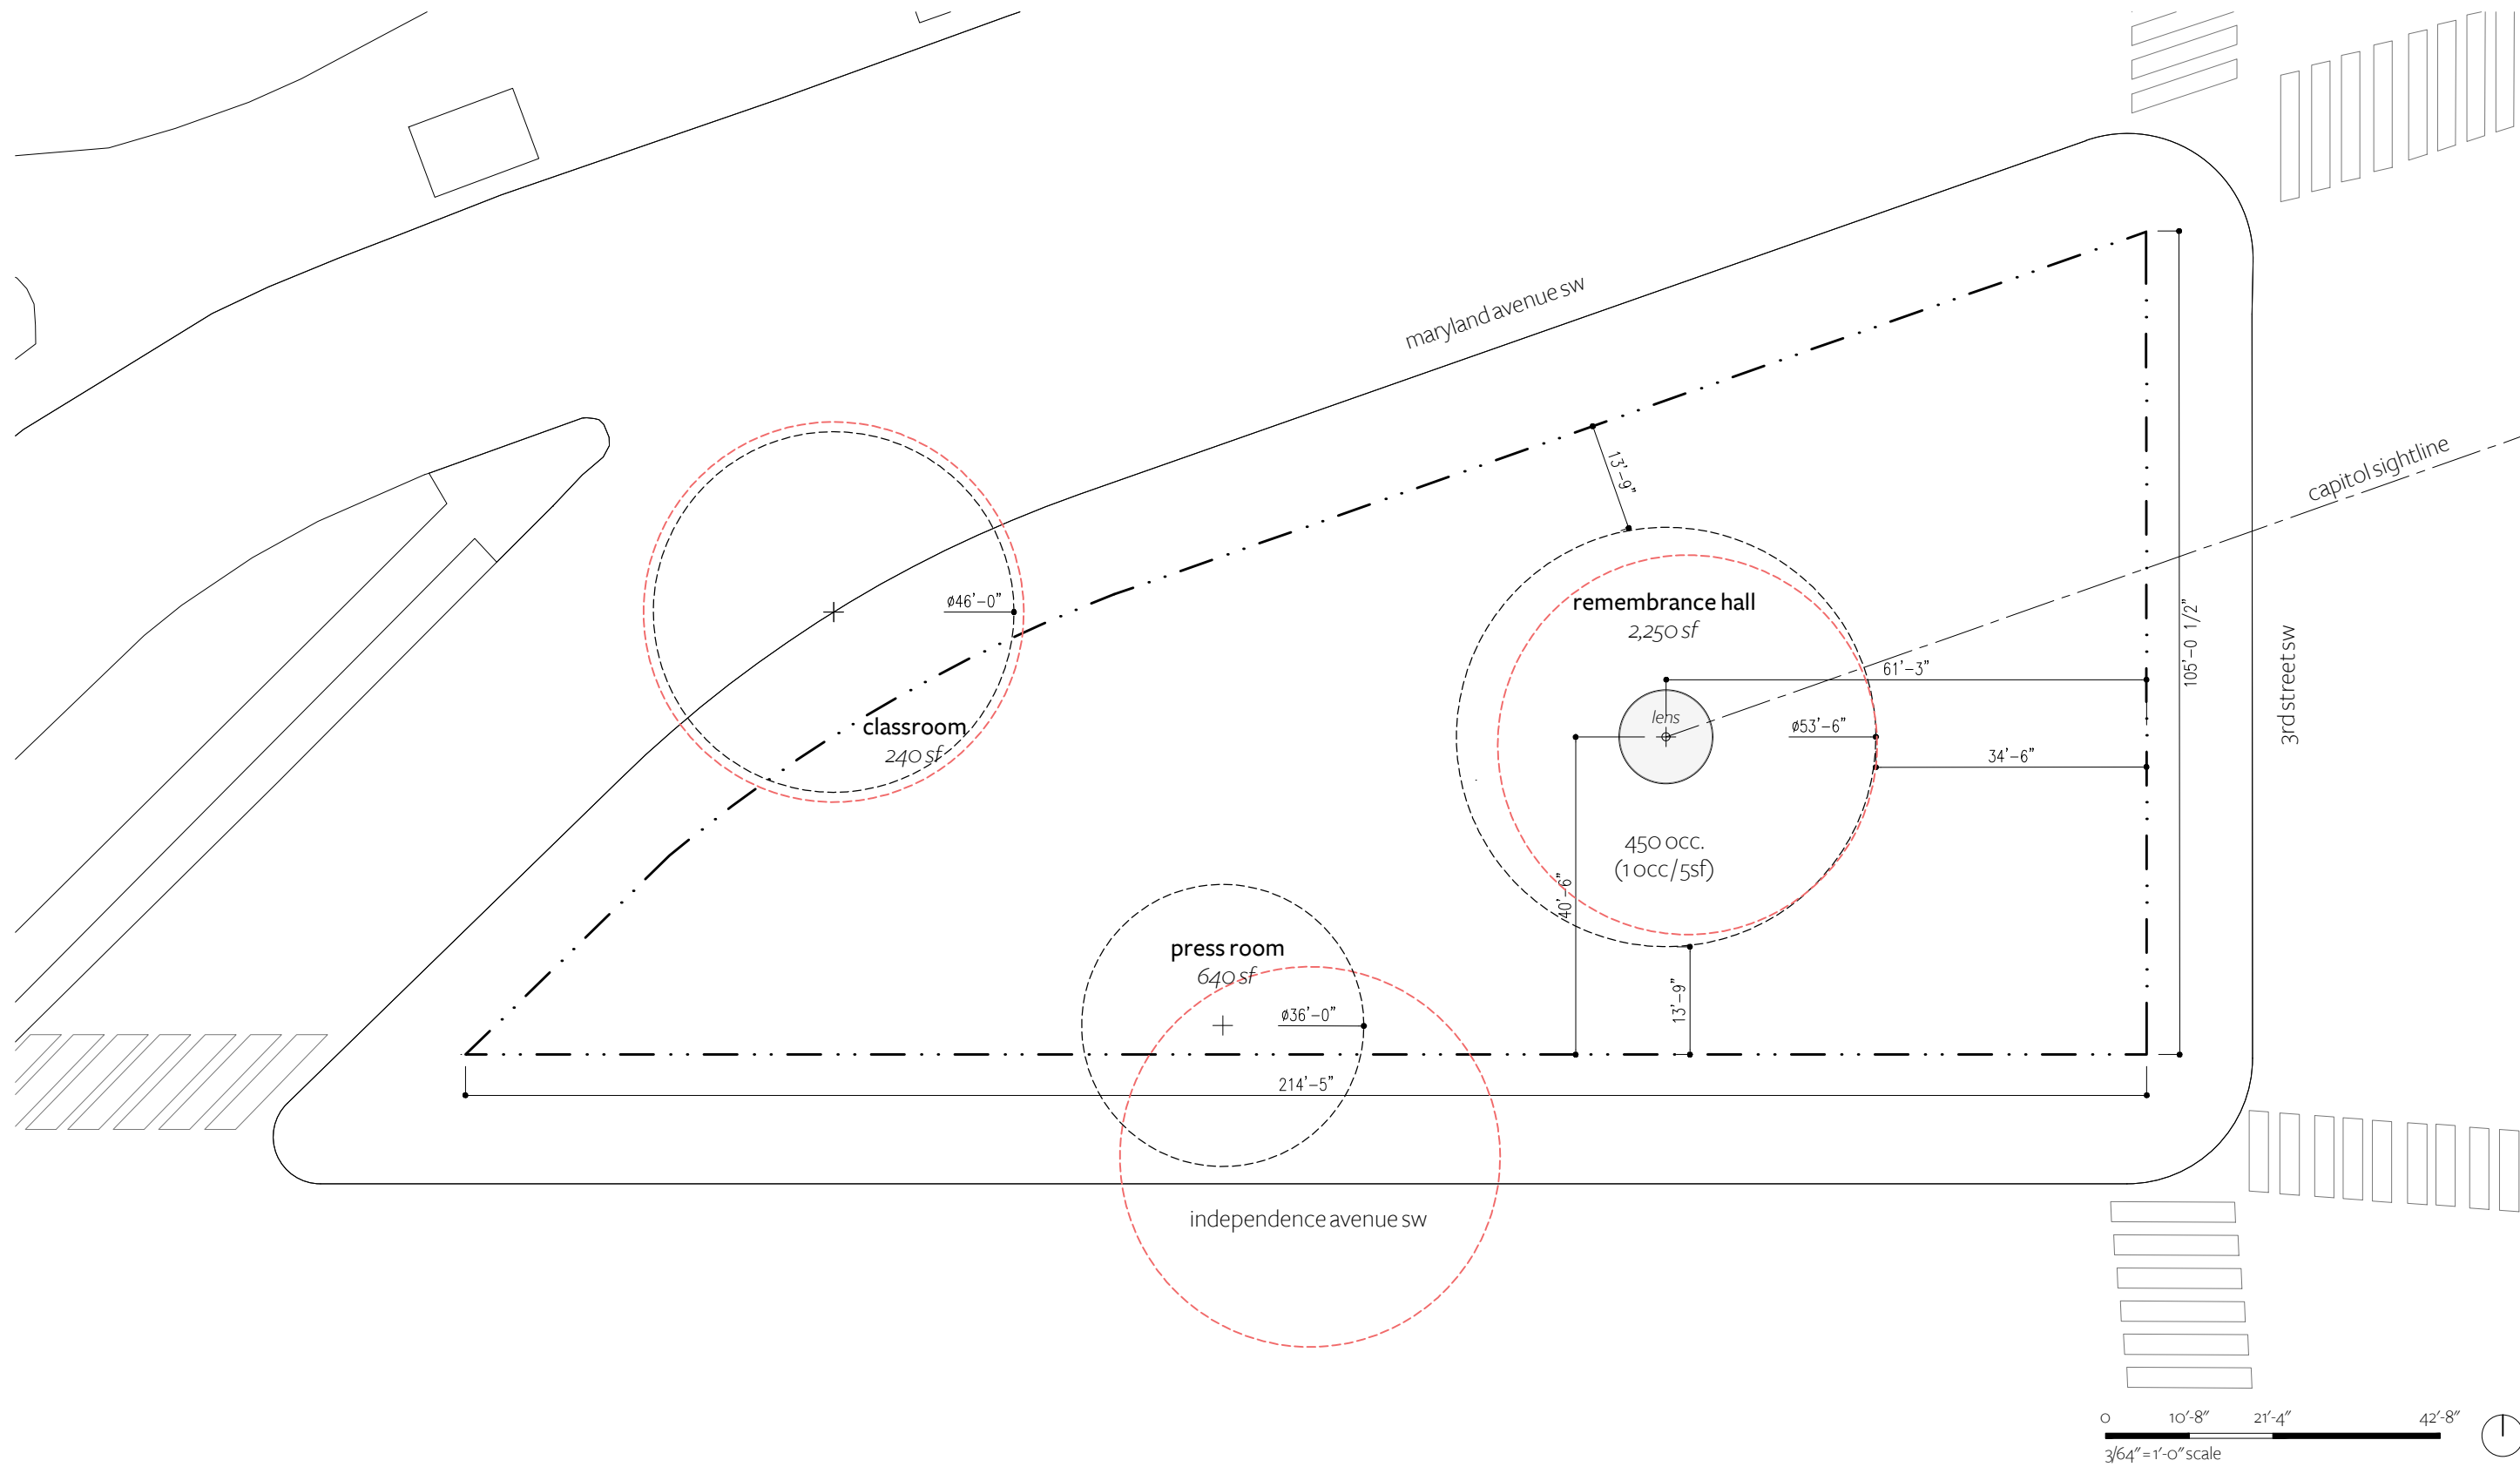 maryland avenue sw
capitol sightline
13'-9"
ø46'-0"
remembrance hall
2,250 sf
61'-3"
105'-0 1/2"
3rd street sw
lens
ø53'-6"
34'-6"
classroom
240 sf
450 occ.
(1 occ/5sf)
40'-6"
press room
640 sf
ø36'-0"
13'-9"
214'-5"
independence avenue sw
0 10'-8" 21'-4" 42'-8"
3/64" = 1'-0" scale